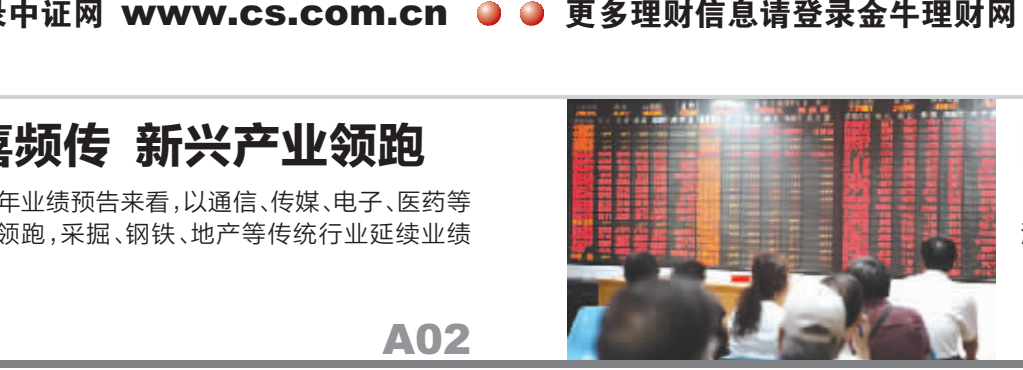 中证网 www.cs.com.cn 更多理财信息请登录金牛理财网
喜频传 新兴产业领跑
年业绩预告来看,以通信、传媒、电子、医药等
领跑,采掘、钢铁、地产等传统行业延续业绩
A02